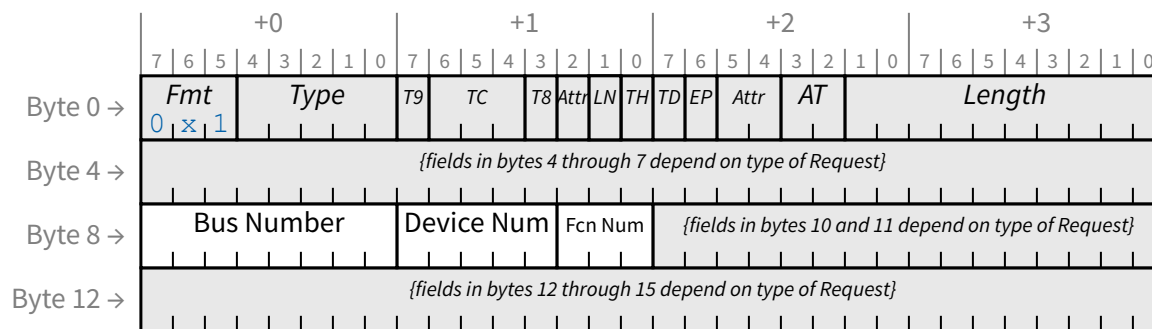 +0 +1 +2 +3
7 6 5 4 3 2 1 0 7 6 5 4 3 2 1 0 7 6 5 4 3 2 1 0 7 6 5 4 3 2 1 0
Byte 0 → Fmt Type T9 TC T8 Attr LN TH TD EP Attr AT Length
0 x 1
Byte 4 → {fields in bytes 4 through 7 depend on type of Request}
Byte 8 → Bus Number Device Num Fcn Num {fields in bytes 10 and 11 depend on type of Request}
Byte 12 → {fields in bytes 12 through 15 depend on type of Request}